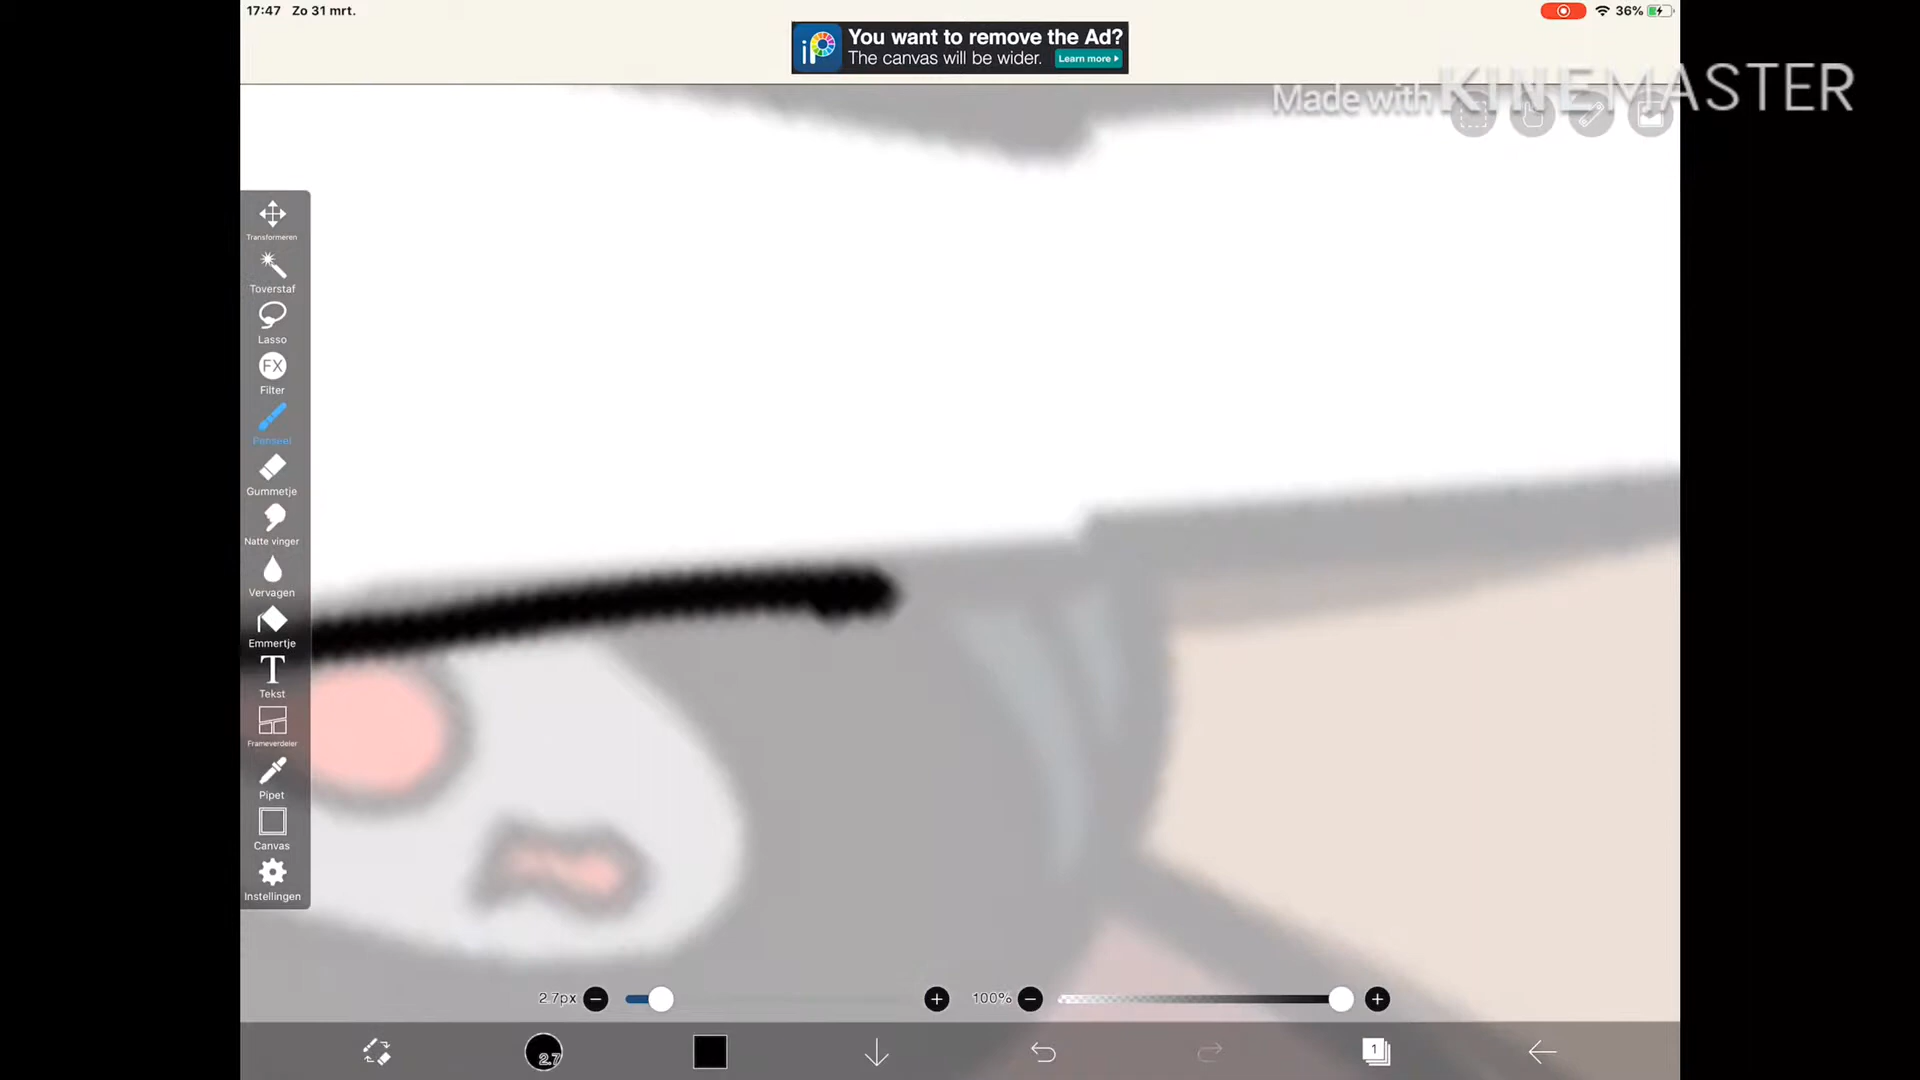 17:47 Zo 31 mrt.
36%
You want to remove the Ad?
The canvas will be wider.
Learn more
Made with KINEMASTER
Transformeren
Toverstaf
Lasso
FX
Filter
Penseel
Gummetje
Natte vinger
Vervagen
Emmertje
T
Tekst
Frameverdeler
Pipet
Canvas
Instellingen
2.7px
100%
2.7
1